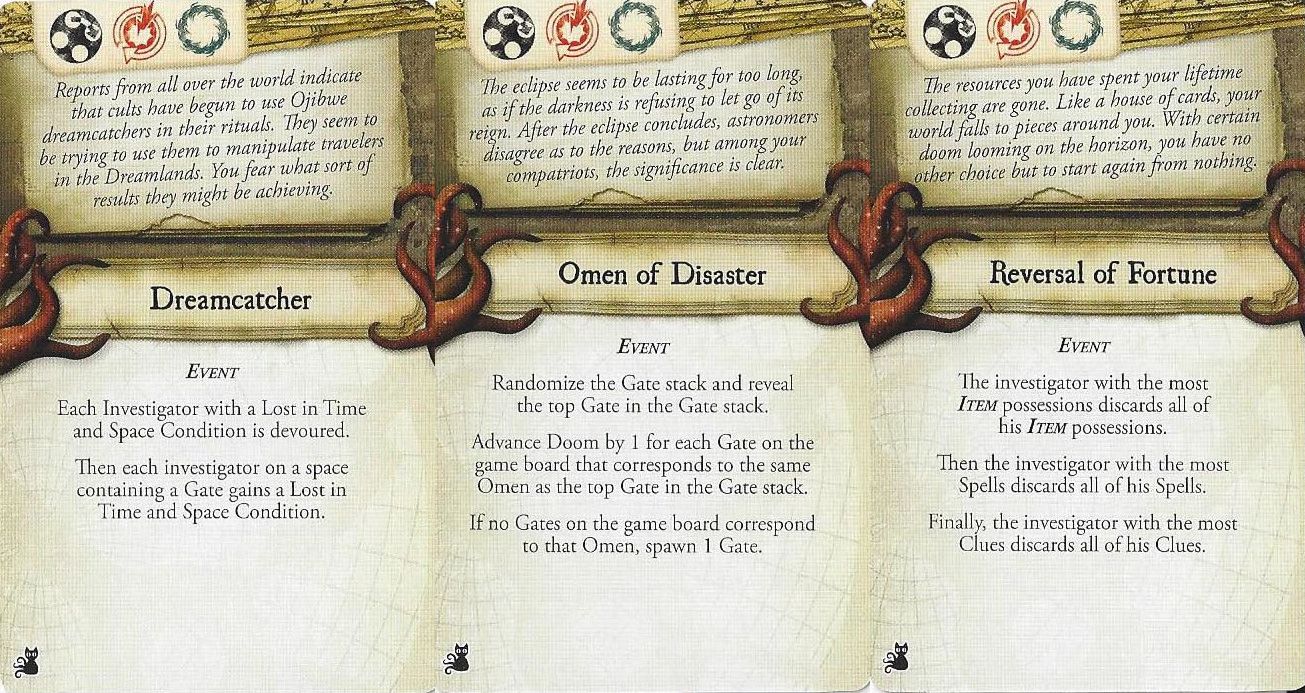 Reports from all over the world indicate
that cults have begun to use Ojibwe
dreamcatchers in their rituals. They seem to
be trying to use them to manipulate travelers
in the Dreamlands. You fear what sort of
results they might be achieving.
Dreamcatcher
EVENT
Each Investigator with a Lost in Time
and Space Condition is devoured.
Then each investigator on a space
containing a Gate gains a Lost in
Time and Space Condition.
The eclipse seems to be lasting for too long,
as if the darkness is refusing to let go of its
reign. After the eclipse concludes, astronomers
disagree as to the reasons, but among your
compatriots, the significance is clear.
Omen of Disaster
EVENT
Randomize the Gate stack and reveal
the top Gate in the Gate stack.
Advance Doom by 1 for each Gate on the
game board that corresponds to the same
Omen as the top Gate in the Gate stack.
If no Gates on the game board correspond
to that Omen, spawn 1 Gate.
The resources you have spent your lifetime
collecting are gone. Like a house of cards, your
world falls to pieces around you. With certain
doom looming on the horizon, you have no
other choice but to start again from nothing.
Reversal of Fortune
EVENT
The investigator with the most
ITEM possessions discards all of
his ITEM possessions.
Then the investigator with the most
Spells discards all of his Spells.
Finally, the investigator with the most
Clues discards all of his Clues.